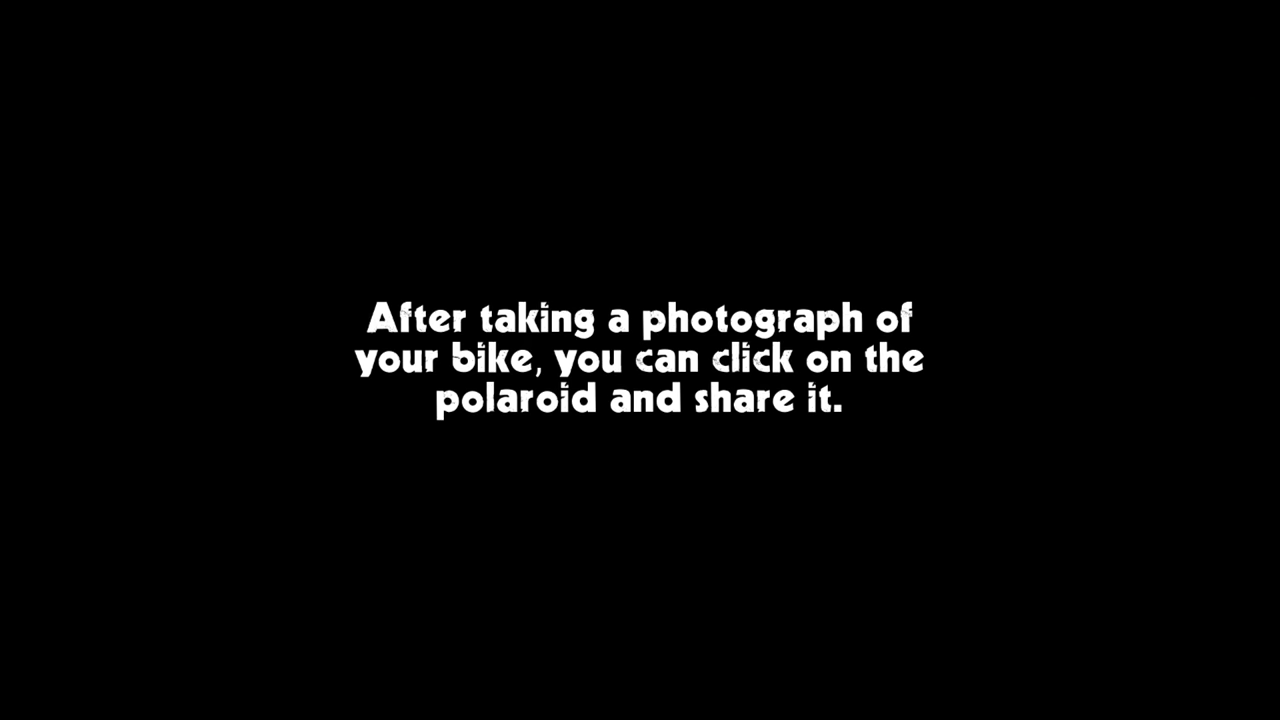 After taking a photograph of
your bike, you can click on the
polaroid and share it.